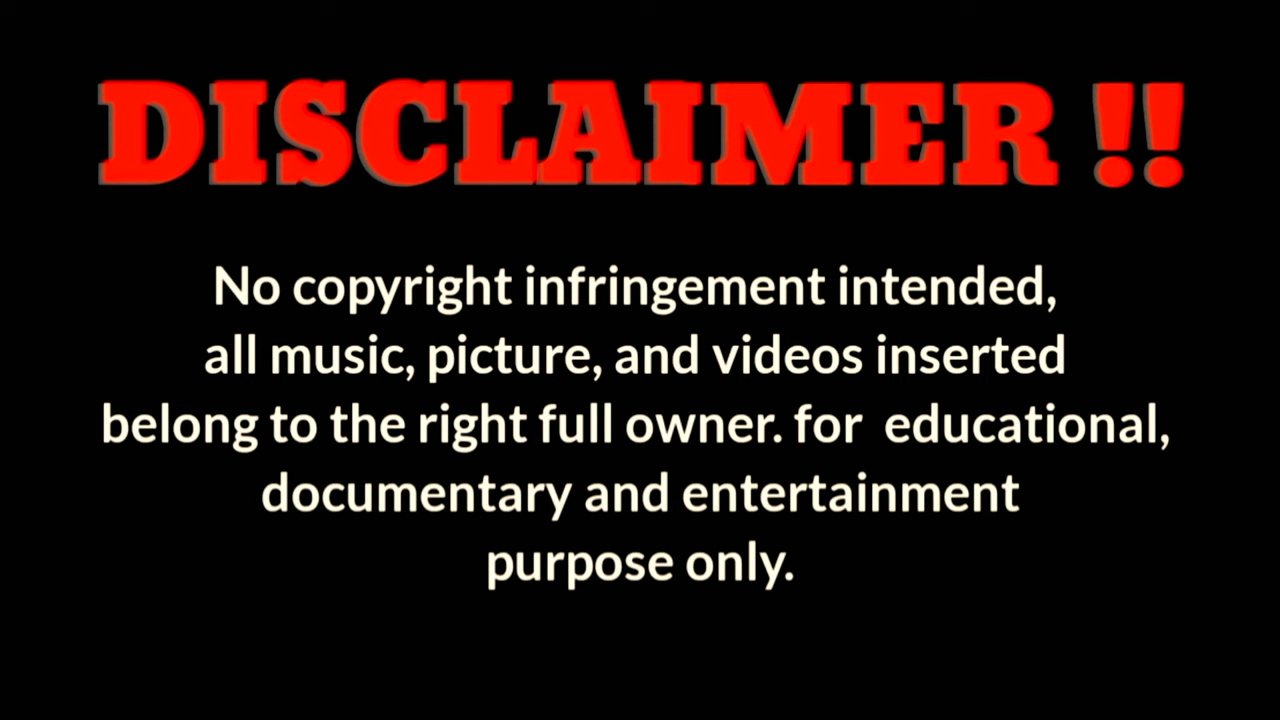 DISCLAIMER !!
No copyright infringement intended,
all music, picture, and videos inserted
belong to the right full owner. for  educational,
documentary and entertainment
purpose only.